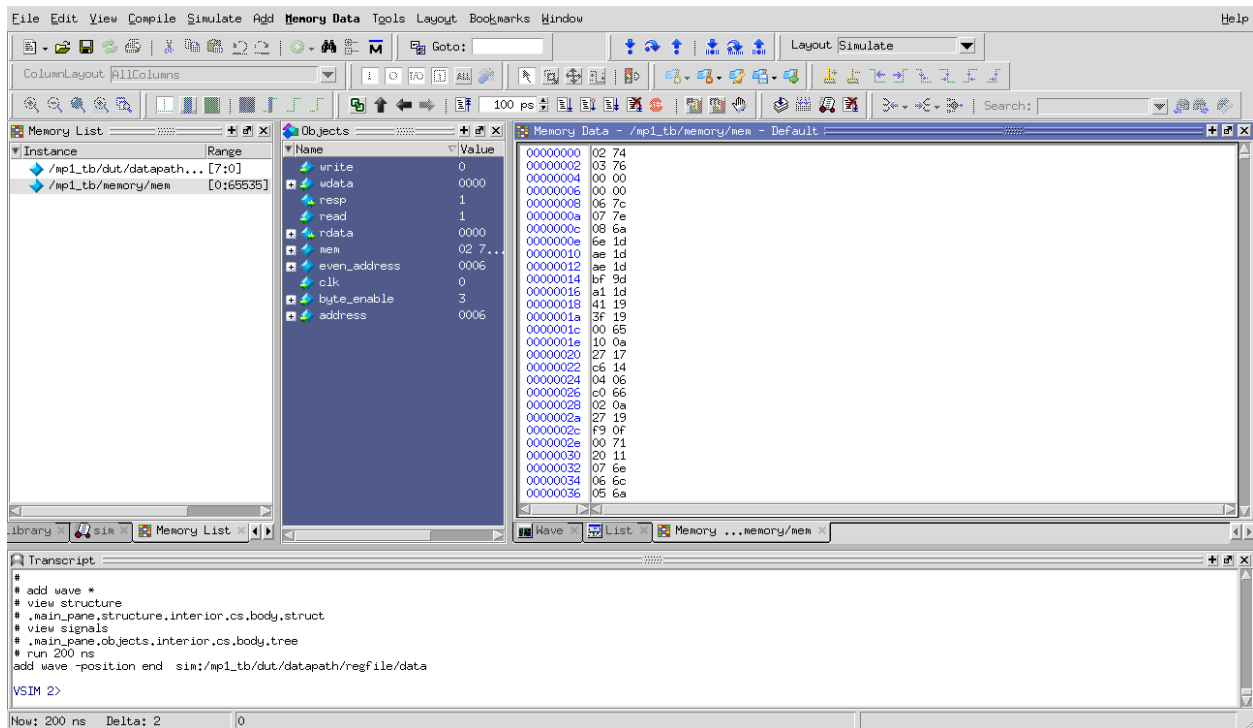 File Edit View Compile Simulate Add Memory Data Tools Layout Bookmarks Window Help
Goto: Layout Simulate
ColumnLayout AllColumns
100 ps Search:
Memory List
Instance Range
/mp1_tb/dut/datapath... [7:0]
/mp1_tb/memory/mem [0:65535]
Objects
Name Value
write 0
wdata 0000
resp 1
read 1
rdata 0000
mem 02 7...
even_address 0006
clk 0
byte_enable 3
address 0006
Memory Data - /mp1_tb/memory/mem - Default
00000000 02 74
00000002 03 76
00000004 00 00
00000006 00 00
00000008 06 7c
0000000a 07 7e
0000000c 08 6a
0000000e 6e 1d
00000010 ae 1d
00000012 ae 1d
00000014 bf 9d
00000016 a1 1d
00000018 41 19
0000001a 3f 19
0000001c 00 65
0000001e 10 0a
00000020 27 17
00000022 c6 14
00000024 04 06
00000026 c0 66
00000028 02 0a
0000002a 27 19
0000002c f9 0f
0000002e 00 71
00000030 20 11
00000032 07 6e
00000034 06 6c
00000036 05 6a
ibrary sim Memory List
Wave List Memory ...memory/mem
Transcript
#
# add wave *
# view structure
# .main_pane.structure.interior.cs.body.struct
# view signals
# .main_pane.objects.interior.cs.body.tree
# run 200 ns
add wave -position end sim:/mp1_tb/dut/datapath/regfile/data
VSIM 2>
Now: 200 ns Delta: 2 0